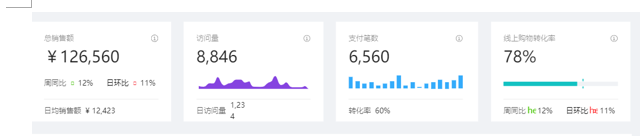 总销售额
¥126,560
周同比 12% 日环比 11%
日均销售额 ¥ 12,423
访问量
8,846
日访问量 1,23
4
支付笔数
6,560
转化率 60%
线上购物转化率
78%
周同比 12% 日环比 11%